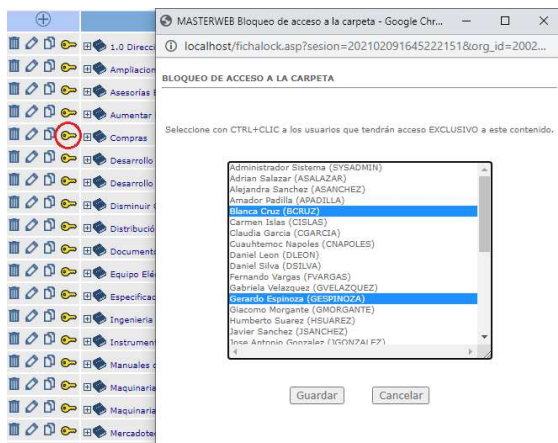 MASTERWEB Bloqueo de acceso a la carpeta - Google Chr...
localhost/fichalock.asp?sesion=202102091645222151&org_id=2002...
BLOQUEO DE ACCESO A LA CARPETA
Seleccione con CTRL+CLIC a los usuarios que tendrán acceso EXCLUSIVO a este contenido.
Administrador Sistema (SYSADMIN)
Adrian Salazar (ASALAZAR)
Alejandra Sanchez (ASANCHEZ)
Amador Padilla (APADILLA)
Blanca Cruz (BCRUZ)
Carmen Islas (CISLAS)
Claudia Garcia (CGARCIA)
Cuauhtemoc Napoles (CNAPOLES)
Daniel Leon (DLEON)
Daniel Silva (DSILVA)
Fernando Vargas (FVARGAS)
Gabriela Velazquez (GVELAZQUEZ)
Gerardo Espinoza (GESPINOZA)
Giacomo Morgante (GMORGANTE)
Humberto Suarez (HSUAREZ)
Javier Sanchez (JSANCHEZ)
Jose Antonio Gonzalez (JGONZALEZ)
Guardar Cancelar
1.0 Direcci
Ampliacion
Asesorías
Aumentar
Compras
Desarrollo
Desarrollo
Disminuir
Distribució
Document
Equipo Elé
Especificac
Ingenieria
Instrument
Manuales
Maquinaria
Maquinaria
Mercadote